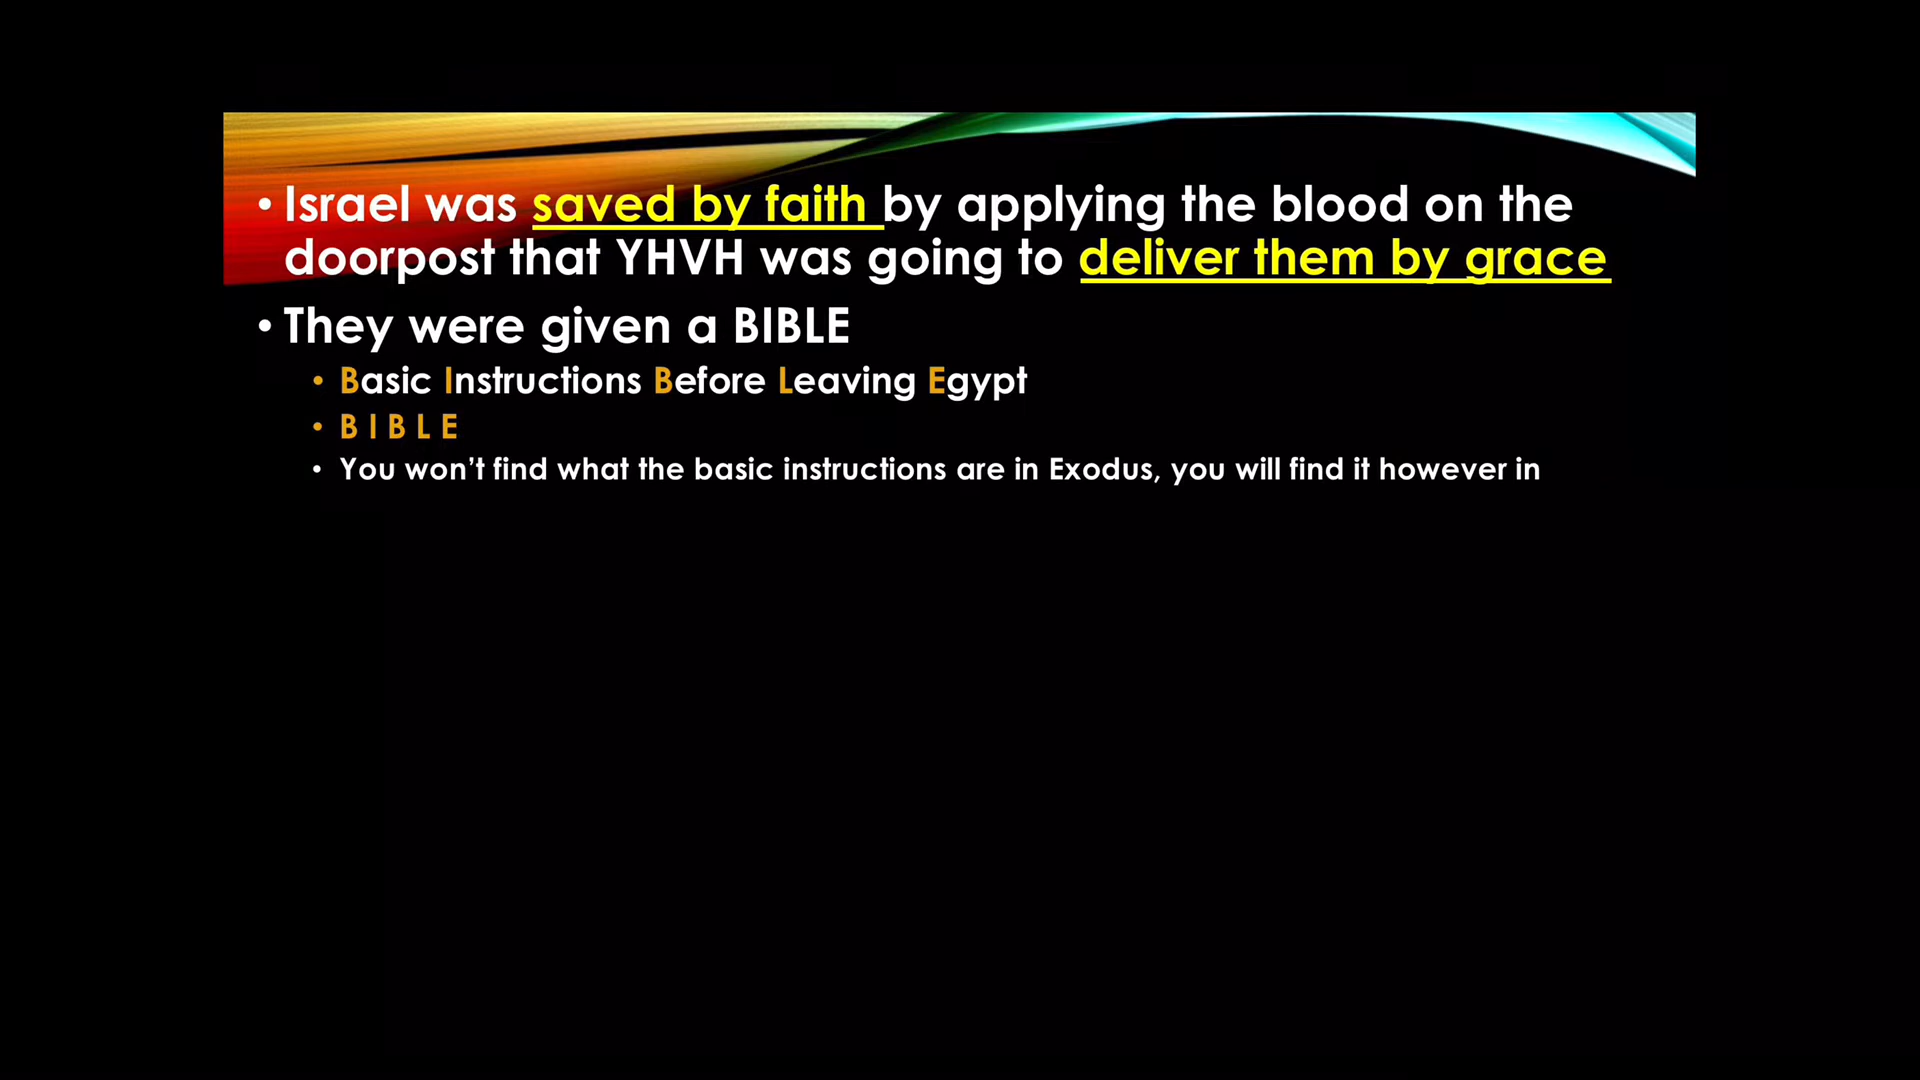 • Israel was saved by faith by applying the blood on the
doorpost that YHVH was going to deliver them by grace
• They were given a BIBLE
• Basic Instructions Before Leaving Egypt
• B I B L E
• You won’t find what the basic instructions are in Exodus, you will find it however in